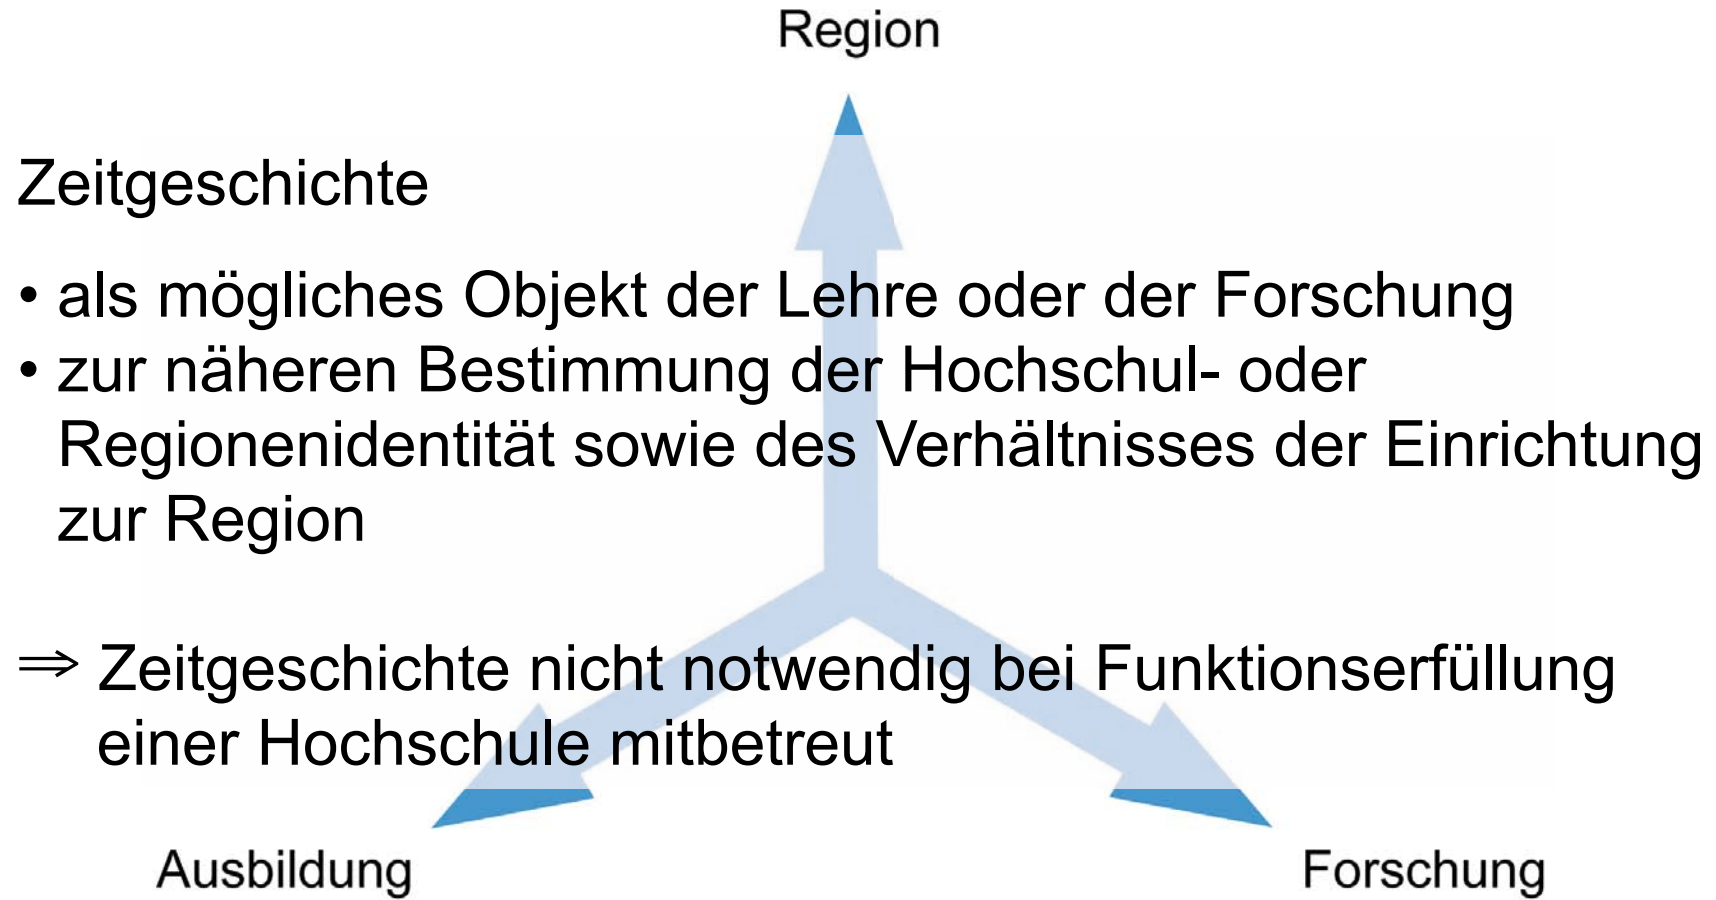 Region
Zeitgeschichte
• als mögliches Objekt der Lehre oder der Forschung
• zur näheren Bestimmung der Hochschul- oder
Regionenidentität sowie des Verhältnisses der Einrichtung
zur Region
⇒ Zeitgeschichte nicht notwendig bei Funktionserfüllung
einer Hochschule mitbetreut
Ausbildung
Forschung